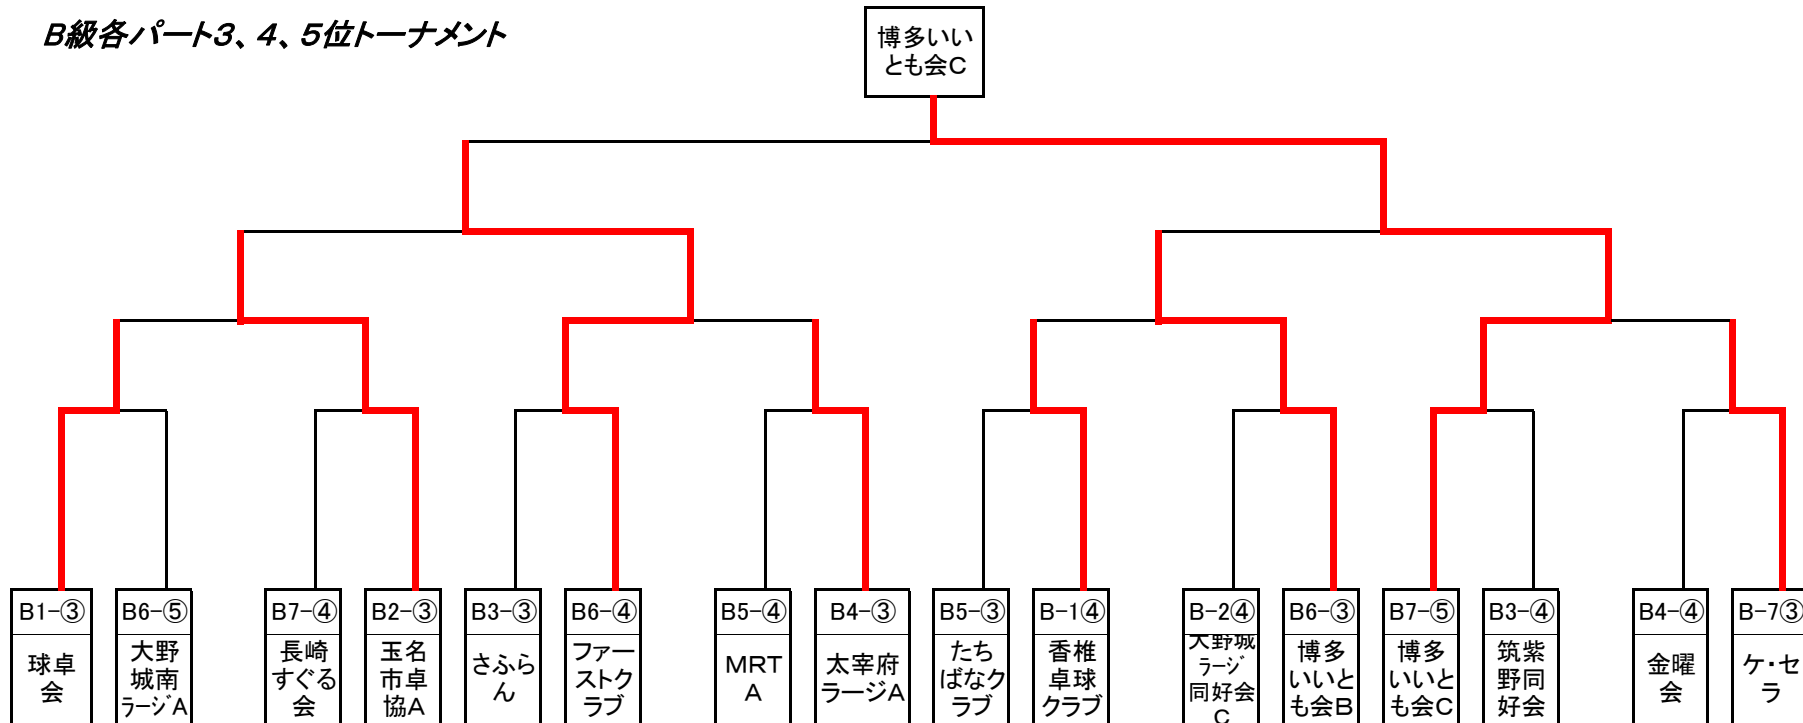 B級各パート3、4、5位トーナメント
博多いい
とも会C
B1-③
B6-⑤
B7-④
B2-③
B3-③
B6-④
B5-④
B4-③
B5-③
B-1④
B-2④
B6-③
B7-⑤
B3-④
B4-④
B-7③
球卓
会
大野
城南
ラージA
長崎
すぐる
会
玉名
市卓
協A
さふら
ん
ファー
ストク
ラブ
MRT
A
太宰府
ラージA
たち
ばなク
ラブ
香椎
卓球
クラブ
大野城
ラージ
同好会
C
博多
いいと
も会B
博多
いいと
も会C
筑紫
野同
好会
金曜
会
ケ・セ
ラ